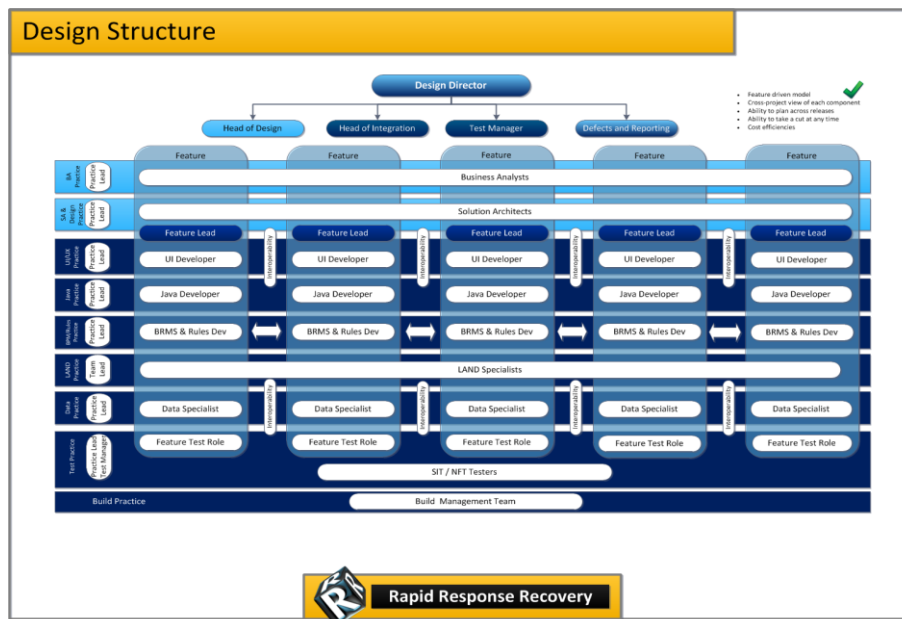 Design Structure
Design Director
Feature driven model
Cross-project view of each component
Ability to plan across releases
Ability to take a cut at any time
Cost efficiencies
Head of Design
Head of Integration
Test Manager
Defects and Reporting
Feature
Feature
Feature
Feature
Feature
BA
Practice
Practice
Lead
Business Analysts
SA &
Design
Practice
Practice
Lead
Solution Architects
Feature Lead
Feature Lead
Feature Lead
Feature Lead
Feature Lead
Interoperability
Interoperability
Interoperability
Interoperability
UI/UX
Practice
Practice
Lead
UI Developer
UI Developer
UI Developer
UI Developer
UI Developer
Java
Practice
Practice
Lead
Java Developer
Java Developer
Java Developer
Java Developer
Java Developer
BPM/Rules
Practice
Practice
Lead
BRMS & Rules Dev
BRMS & Rules Dev
BRMS & Rules Dev
BRMS & Rules Dev
BRMS & Rules Dev
LAND
Practice
Team
Lead
LAND Specialists
Interoperability
Interoperability
Interoperability
Interoperability
Data
Practice
Practice
Lead
Data Specialist
Data Specialist
Data Specialist
Data Specialist
Data Specialist
Test Practice
Practice Lead
Test Manager
Feature Test Role
Feature Test Role
Feature Test Role
Feature Test Role
Feature Test Role
SIT / NFT Testers
Build Practice
Build Management Team
R R R
Rapid Response Recovery